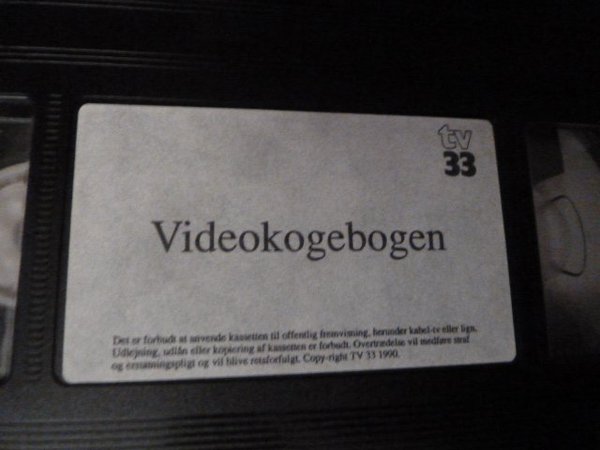 tv
33
Videokogebogen
Det er forbudt at anvende kassetten til offentlig fremvisning, herunder kabel-tv eller lign.
Udlejning, udlån eller kopiering af kassetten er forbudt. Overtrædelse vil medføre straf
og erstatningspligt og vil blive retsforfulgt. Copy-right TV 33 1990.